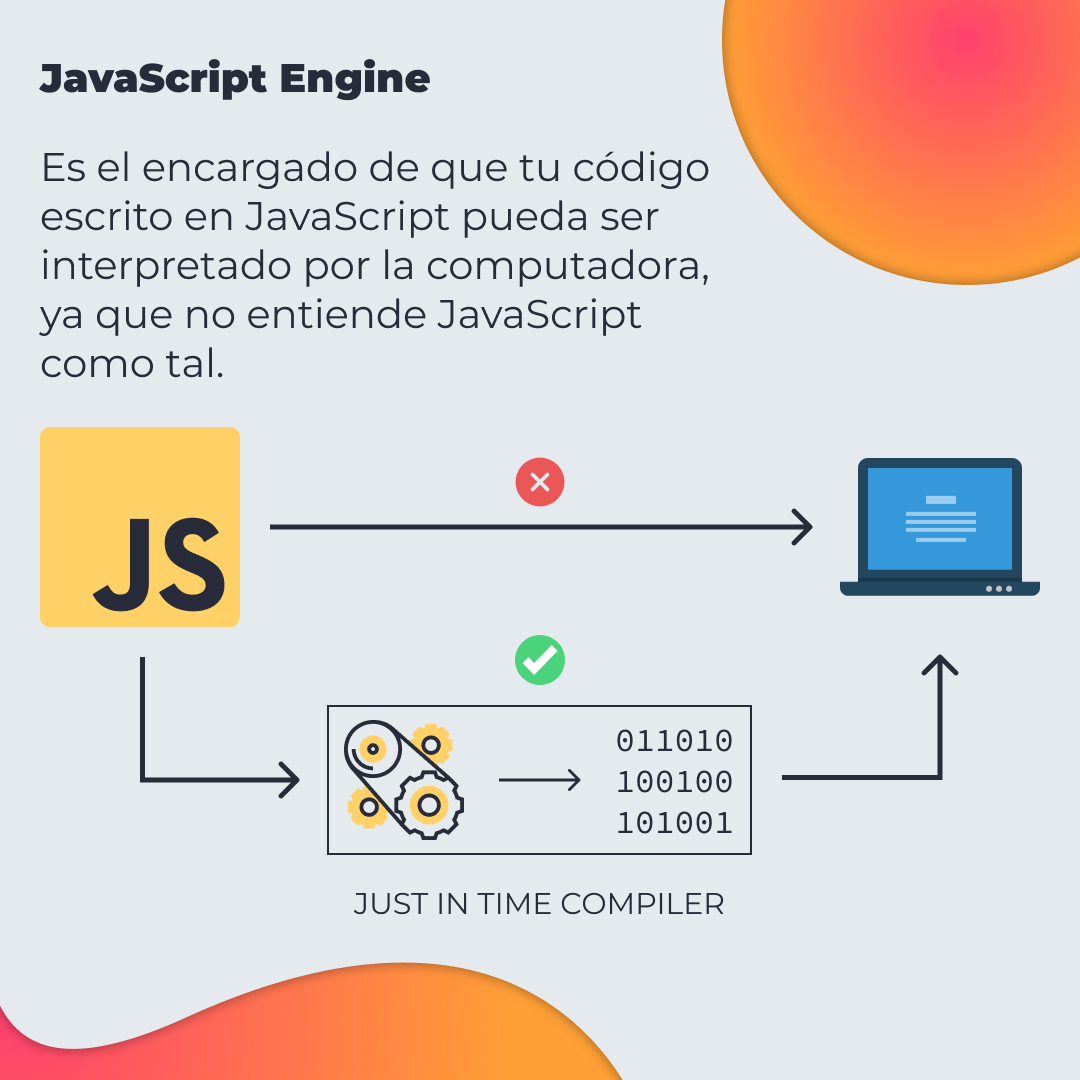 JavaScript Engine
Es el encargado de que tu código
escrito en JavaScript pueda ser
interpretado por la computadora,
ya que no entiende JavaScript
como tal.
JS
011010
100100
101001
JUST IN TIME COMPILER